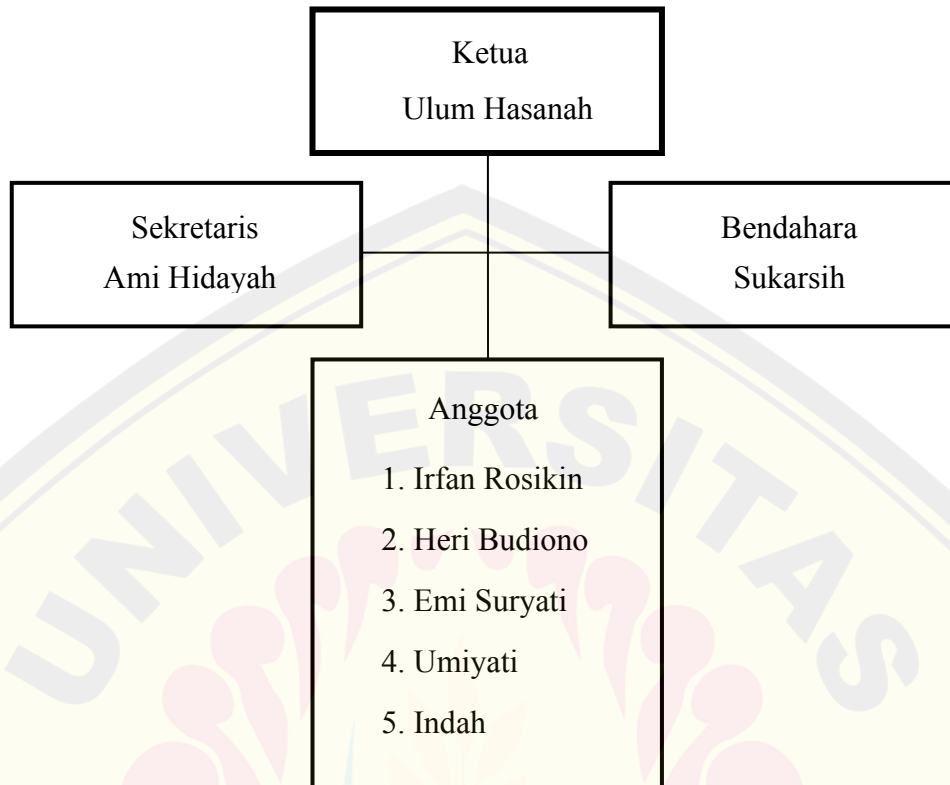 Ketua
Ulum Hasanah
Sekretaris
Ami Hidayah
Bendahara
Sukarsih
Anggota
1. Irfan Rosikin
2. Heri Budiono
3. Emi Suryati
4. Umiyati
5. Indah
UNIVERSITAS